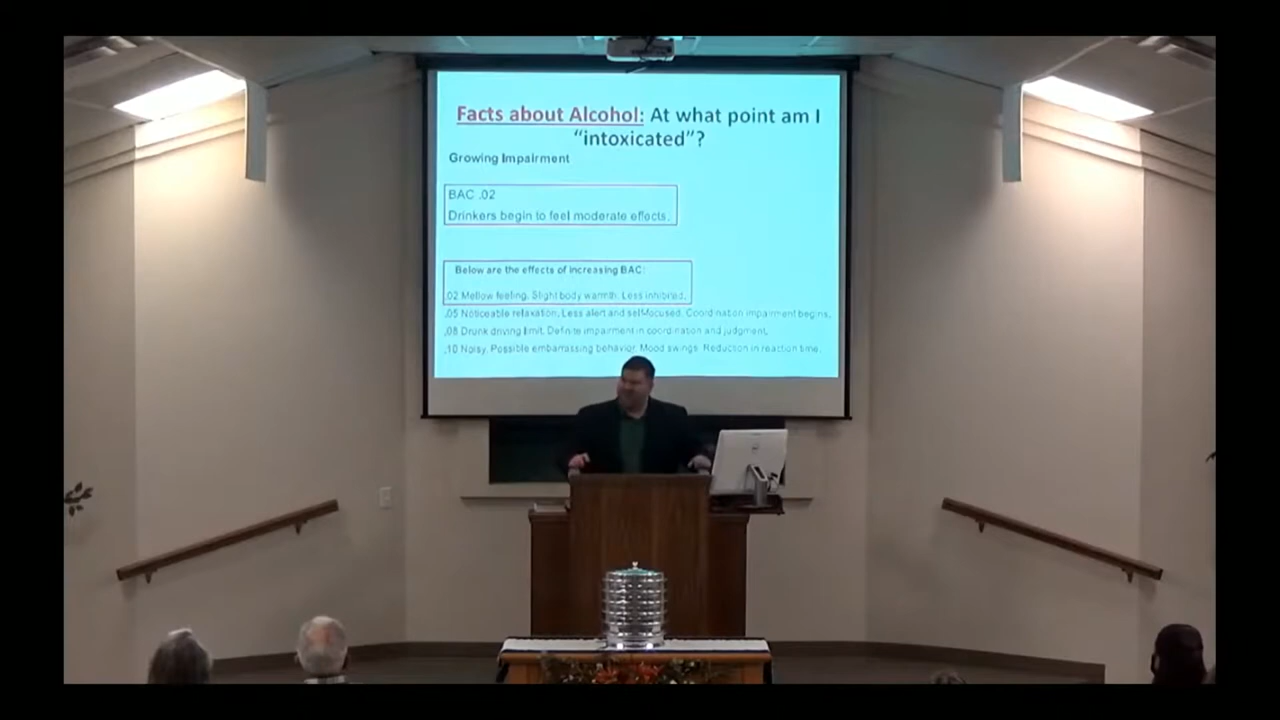 Facts about Alcohol: At what point am I
“intoxicated”?
Growing Impairment
BAC .02
Drinkers begin to feel moderate effects.
Below are the effects of increasing BAC:
.02 Mellow feeling. Slight body warmth. Less inhibited.
.05 Noticeable relaxation. Less alert and self-focused. Coordination impairment begins.
.08 Drunk driving limit. Definite impairment in coordination and judgment.
.10 Noisy. Possible embarrassing behavior. Mood swings. Reduction in reaction time.